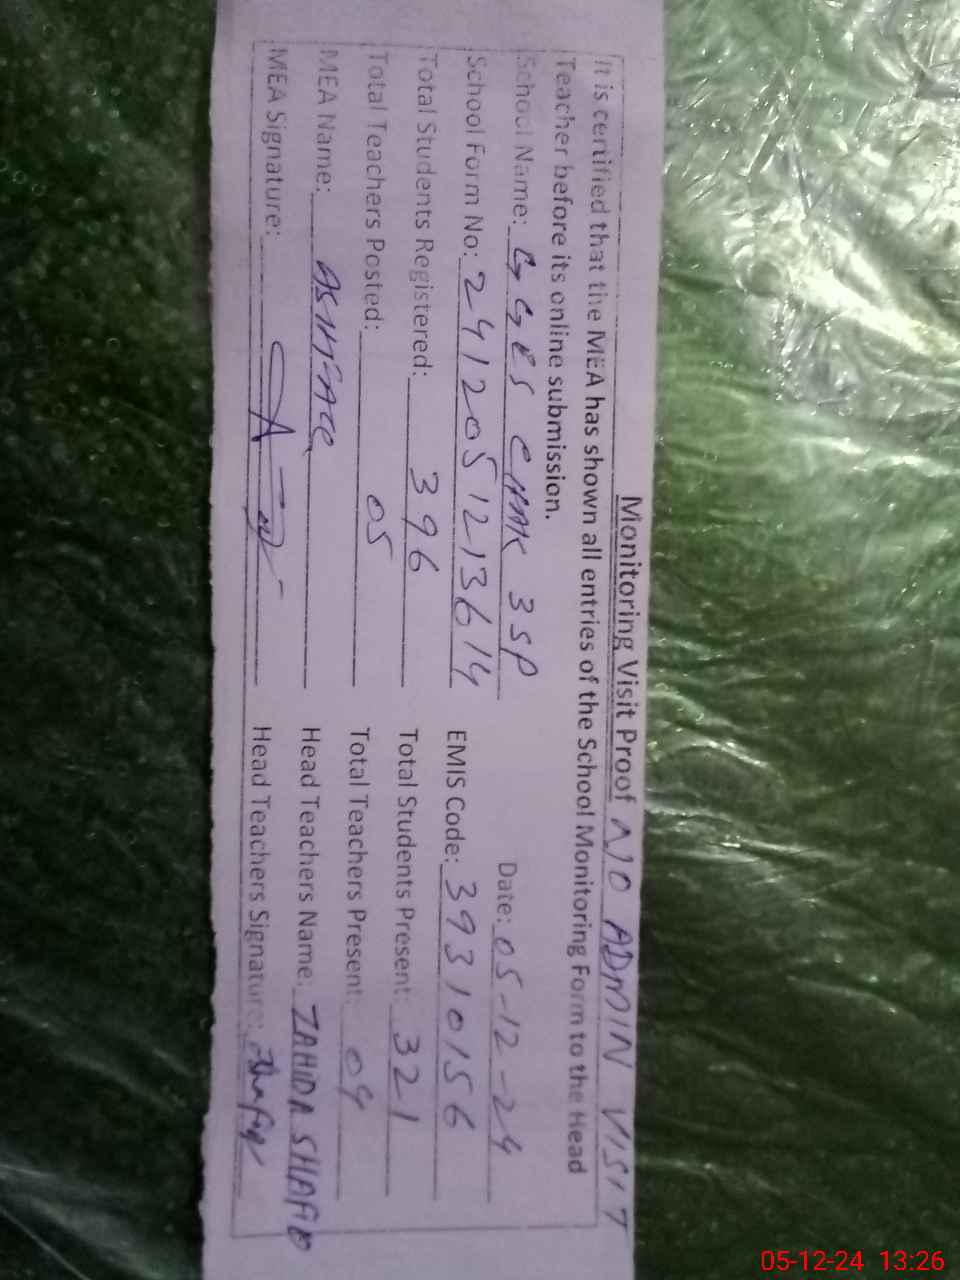 Monitoring Visit Proof N/O ADMIN VISIT
It is certified that the MEA has shown all entries of the School Monitoring Form to the Head
Teacher before its online submission.
Date: 05-12-24
School Name: GGES CHAK 3SP
School Form No: 2412051213614 EMIS Code: 39310156
Total Students Registered: 396 Total Students Present: 321
Total Teachers Posted: 05 Total Teachers Present: 04
MEA Name: Head Teachers Name: ZAHIDA SHAFIQ
MEA Signature: Head Teachers Signature:
05-12-24 13:26